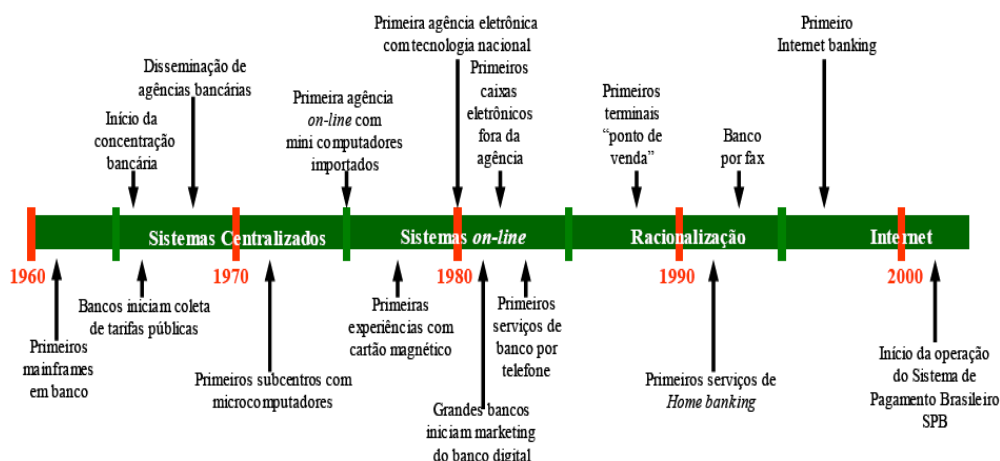 Primeira agência eletrônica
com tecnologia nacional
Primeiro
Internet banking
Disseminação de
agências bancárias
Primeiros
caixas
eletrônicos
fora da
agência
Primeira agência
on-line com
mini computadores
importados
Primeiros
terminais
“ponto de
venda”
Início da
concentração
bancária
Banco
por fax
Sistemas Centralizados
Sistemas on-line
Racionalização
Internet
1960
1970
1980
1990
2000
Bancos iniciam coleta
de tarifas públicas
Primeiras
experiências com
cartão magnético
Primeiros
serviços de
banco por
telefone
Primeiros
mainframes
em banco
Primeiros subcentros com
microcomputadores
Primeiros serviços de
Home banking
Início da operação
do Sistema de
Pagamento Brasileiro
SPB
Grandes bancos
iniciam marketing
do banco digital